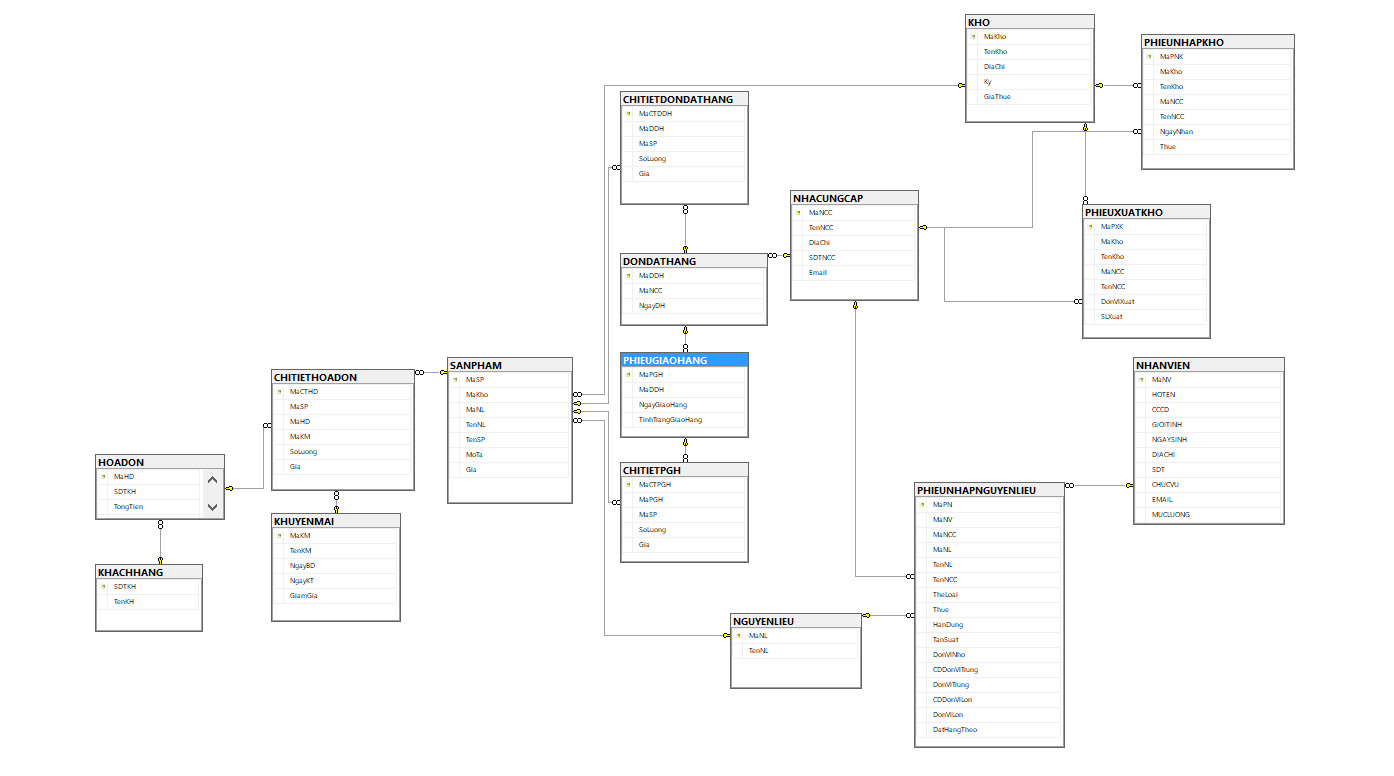 KHO
MaKho
TenKho
DiaChi
Ky
GiaThue
PHIEUNHAPKHO
MaPNK
MaKho
TenKho
MaNCC
TenNCC
NgayNhan
Thue
CHITIETDONDATHANG
MaCTDDH
MaDDH
MaSP
SoLuong
Gia
NHACUNGCAP
MaNCC
TenNCC
DiaChi
SDTNCC
Email
PHIEUXUATKHO
MaPXK
MaKho
TenKho
MaNCC
TenNCC
DonViXuat
SLXuat
DONDATHANG
MaDDH
MaNCC
NgayDH
PHIEUGIAOHANG
MaPGH
MaDDH
NgayGiaoHang
TinhTrangGiaoHang
SANPHAM
MaSP
MaKho
MaNL
TenNL
TenSP
MoTa
Gia
CHITIETHOADON
MaCTHD
MaSP
MaHD
MaKM
SoLuong
Gia
NHANVIEN
MaNV
HOTEN
CCCD
GIOITINH
NGAYSINH
DIACHI
SDT
CHUCVU
EMAIL
MUCLUONG
HOADON
MaHD
SDTKH
TongTien
CHITIETPGH
MaCTPGH
MaPGH
MaSP
SoLuong
Gia
PHIEUNHAPNGUYENLIEU
MaPN
MaNV
MaNCC
MaNL
TenNL
TenNCC
TheLoai
Thue
HanDung
TanSuat
DonViNho
CDDonViTrung
DonViTrung
CDDonViLon
DonViLon
DatHangTheo
KHUYENMAI
MaKM
TenKM
NgayBD
NgayKT
GiamGia
KHACHHANG
SDTKH
TenKH
NGUYENLIEU
MaNL
TenNL